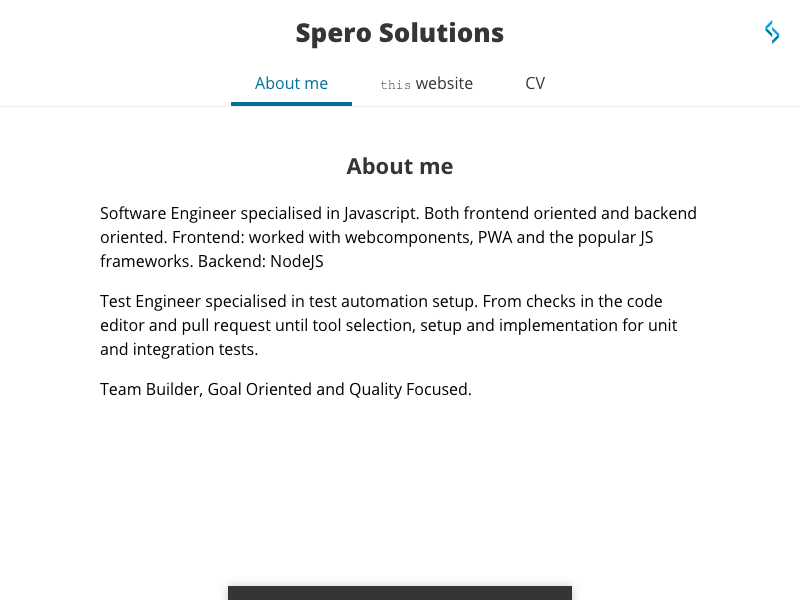 Spero Solutions
About me
this website
CV
About me
Software Engineer specialised in Javascript. Both frontend oriented and backend
oriented. Frontend: worked with webcomponents, PWA and the popular JS
frameworks. Backend: NodeJS
Test Engineer specialised in test automation setup. From checks in the code
editor and pull request until tool selection, setup and implementation for unit
and integration tests.
Team Builder, Goal Oriented and Quality Focused.